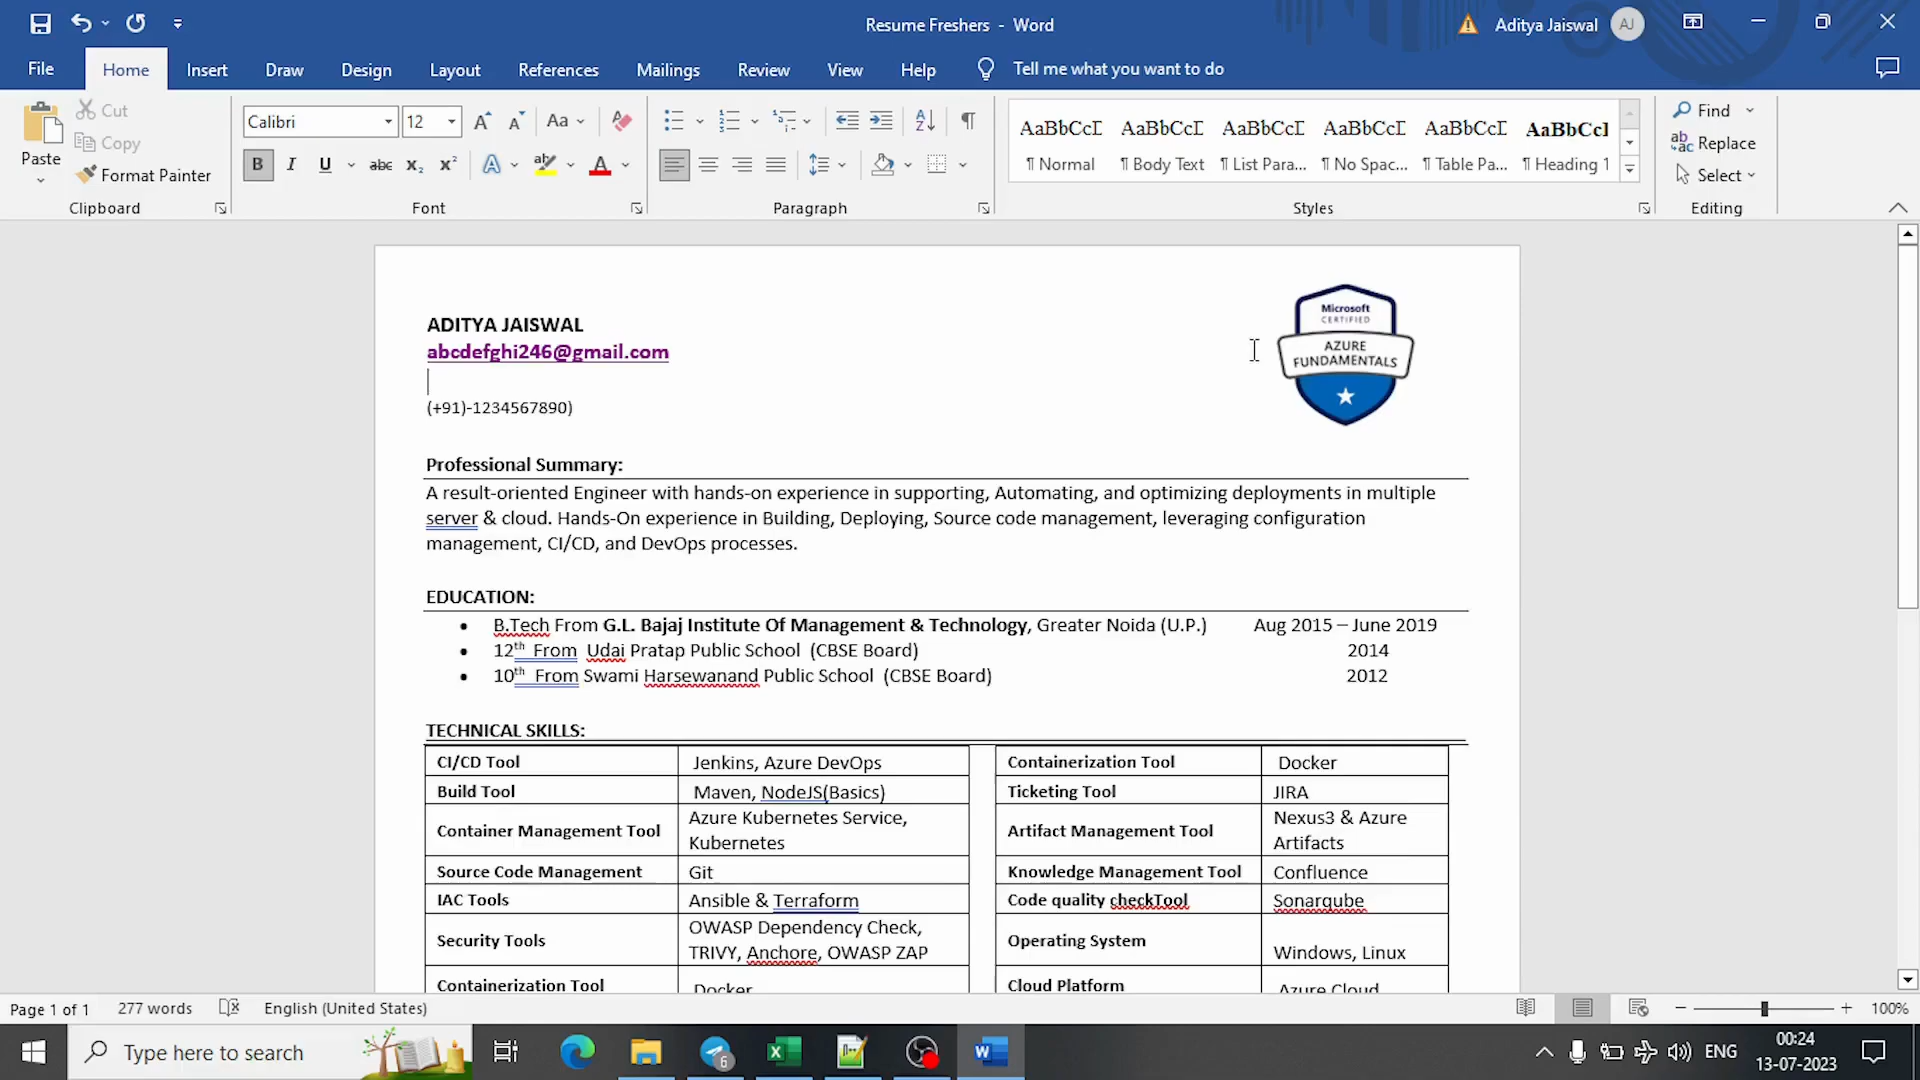 Resume Freshers - Word
Aditya Jaiswal AJ
File Home Insert Draw Design Layout References Mailings Review View Help Tell me what you want to do
Paste
Cut
Copy
Format Painter
Clipboard
Calibri 12
Aa
B I U abc x₂ x² A A
Font
Paragraph
AaBbCcI AaBbCcI AaBbCcI AaBbCcI AaBbCcI AaBbCcI
¶ Normal ¶ Body Text ¶ List Para... ¶ No Spac... ¶ Table Pa... ¶ Heading 1
Styles
Find
Replace
Select
Editing
ADITYA JAISWAL
abcdefghi246@gmail.com
(+91)-1234567890)
Microsoft
CERTIFIED
AZURE
FUNDAMENTALS
Professional Summary:
A result-oriented Engineer with hands-on experience in supporting, Automating, and optimizing deployments in multiple
server & cloud. Hands-On experience in Building, Deploying, Source code management, leveraging configuration
management, CI/CD, and DevOps processes.
EDUCATION:
• B.Tech From G.L. Bajaj Institute Of Management & Technology, Greater Noida (U.P.) Aug 2015 – June 2019
• 12th From Udai Pratap Public School (CBSE Board) 2014
• 10th From Swami Harsewanand Public School (CBSE Board) 2012
TECHNICAL SKILLS:
CI/CD Tool Jenkins, Azure DevOps Containerization Tool Docker
Build Tool Maven, NodeJS(Basics) Ticketing Tool JIRA
Container Management Tool Azure Kubernetes Service, Kubernetes Artifact Management Tool Nexus3 & Azure Artifacts
Source Code Management Git Knowledge Management Tool Confluence
IAC Tools Ansible & Terraform Code quality checkTool Sonarqube
Security Tools OWASP Dependency Check, TRIVY, Anchore, OWASP ZAP Operating System Windows, Linux
Containerization Tool Docker Cloud Platform Azure Cloud
Page 1 of 1 277 words English (United States) 100%
Type here to search
6
ENG
00:24
13-07-2023